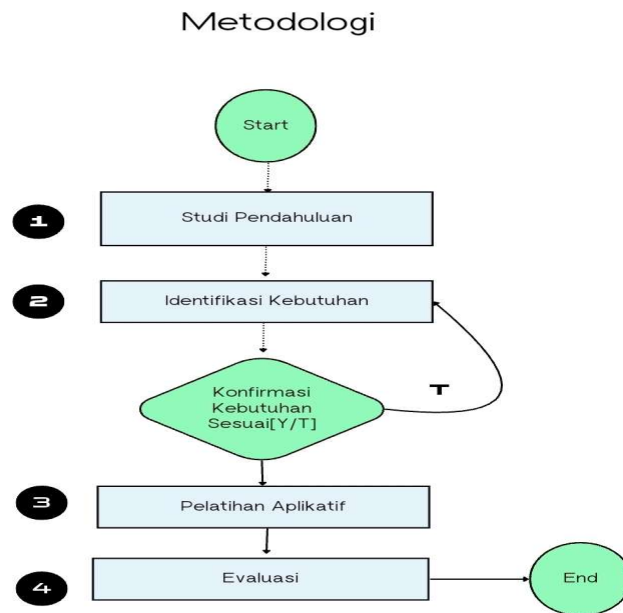 Metodologi
Start
1
Studi Pendahuluan
2
Identifikasi Kebutuhan
Konfirmasi
Kebutuhan
Sesuai[Y/T]
T
3
Pelatihan Aplikatif
4
Evaluasi
End